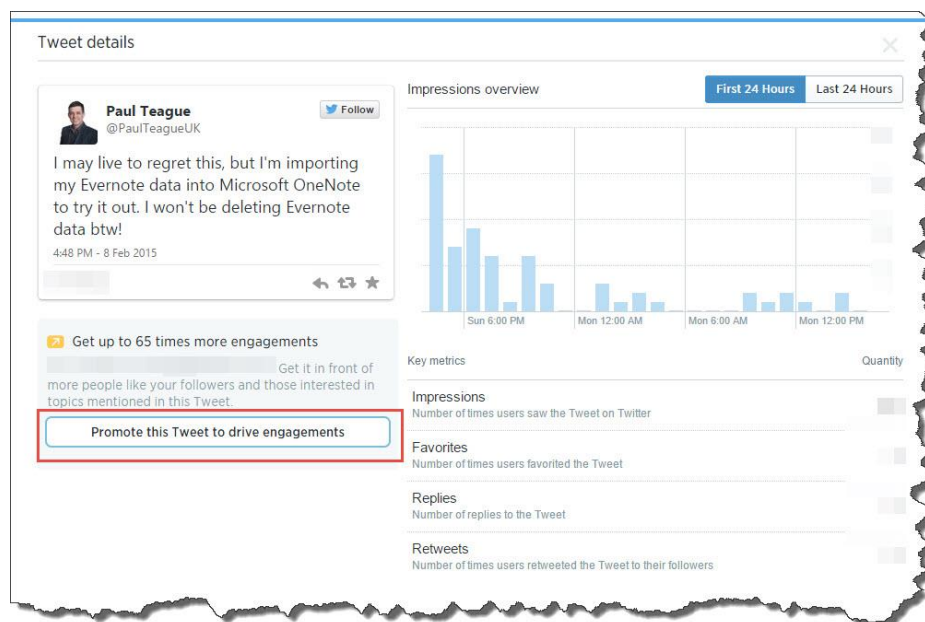 Tweet details
Paul Teague
@PaulTeagueUK
Follow
I may live to regret this, but I'm importing
my Evernote data into Microsoft OneNote
to try it out. I won't be deleting Evernote
data btw!
4:48 PM - 8 Feb 2015
Get up to 65 times more engagements
Get it in front of
more people like your followers and those interested in
topics mentioned in this Tweet.
Promote this Tweet to drive engagements
Impressions overview
First 24 Hours
Last 24 Hours
Sun 6:00 PM
Mon 12:00 AM
Mon 6:00 AM
Mon 12:00 PM
Key metrics
Quantity
Impressions
Number of times users saw the Tweet on Twitter
Favorites
Number of times users favorited the Tweet
Replies
Number of replies to the Tweet
Retweets
Number of times users retweeted the Tweet to their followers